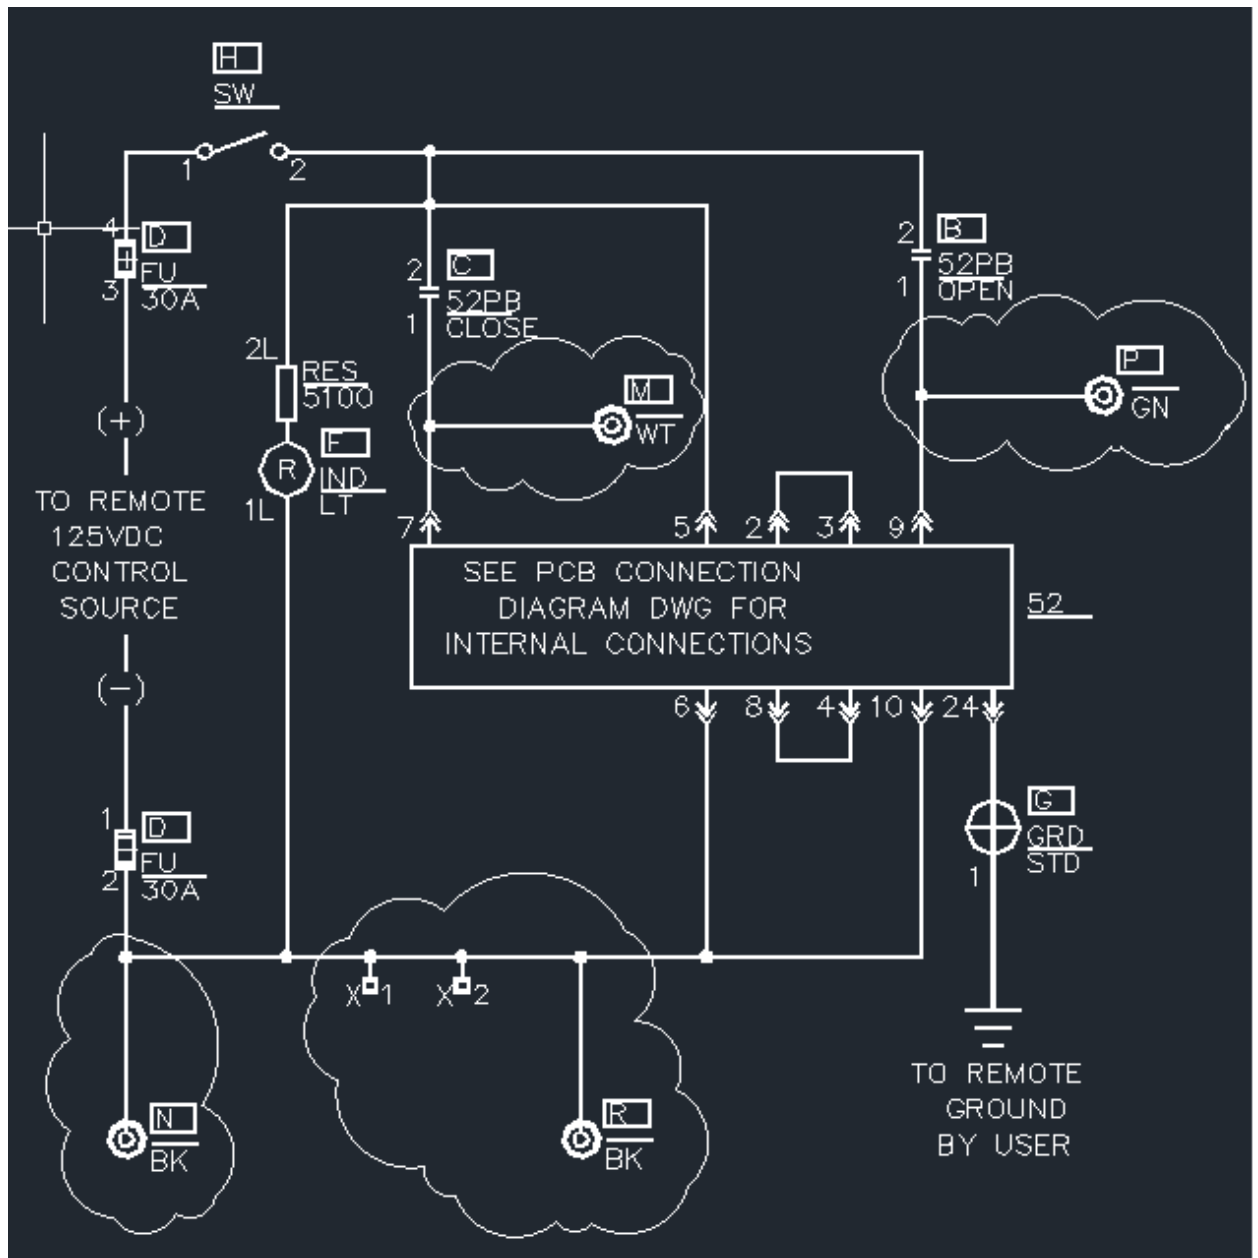 H
SW
1
2
4
D
FU
30A
3
2
B
52PB
OPEN
1
2
C
52PB
CLOSE
1
2L
RES
5100
P
GN
M
WT
(+)
F
R
IND
LT
1L
TO REMOTE
125VDC
CONTROL
SOURCE
7
5
2
3
9
SEE PCB CONNECTION
DIAGRAM DWG FOR
INTERNAL CONNECTIONS
52
(−)
6
8
4
10
24
1
D
FU
30A
2
G
GRD
STD
1
X 1
X 2
TO REMOTE
GROUND
BY USER
N
BK
R
BK